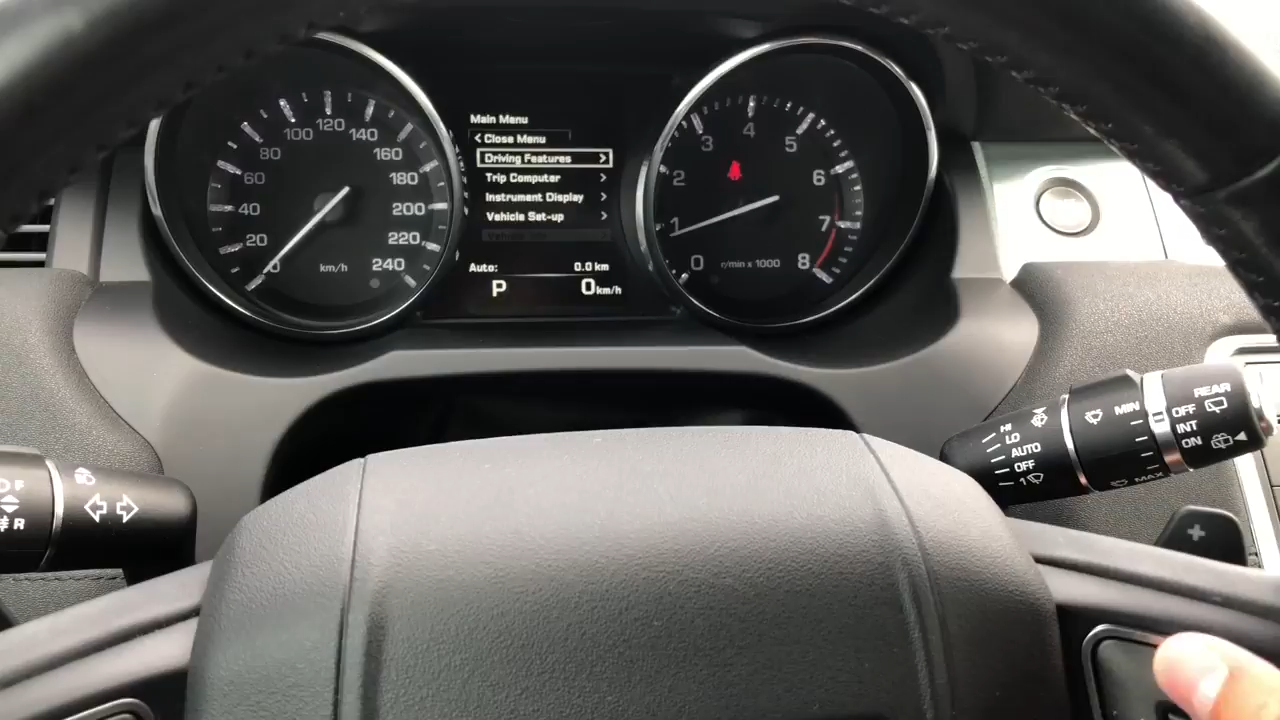 0
20
40
60
80
100
120
140
160
180
200
220
240
km/h
Main Menu
Close Menu
Driving Features
Trip Computer
Instrument Display
Vehicle Set-up
Auto: 0.0 km
P 0km/h
0
1
2
3
4
5
6
7
8
r/min x 1000
F
R
HI
LO
AUTO
OFF
1
MIN
MAX
REAR
OFF
INT
ON
+